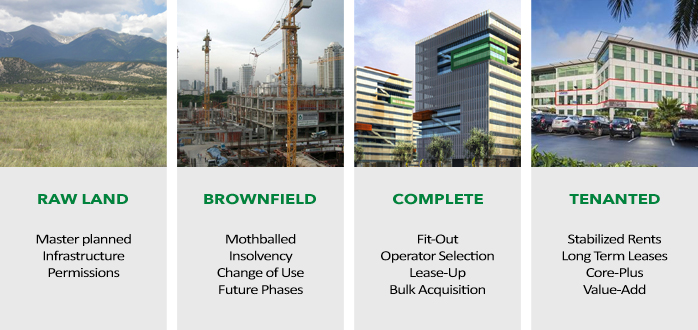 RAW LAND
Master planned
Infrastructure
Permissions
BROWNFIELD
Mothballed
Insolvency
Change of Use
Future Phases
COMPLETE
Fit-Out
Operator Selection
Lease-Up
Bulk Acquisition
TENANTED
Stabilized Rents
Long Term Leases
Core-Plus
Value-Add